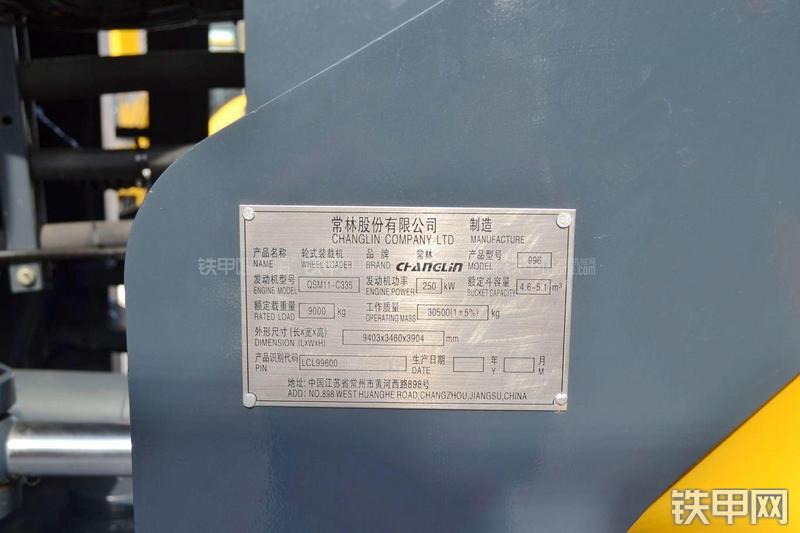 常林股份有限公司 制造
CHANGLIN COMPANY LTD MANUFACTURE
产品名称 轮式装载机 品牌 常林 产品型号 996
NAME WHEEL LOADER BRAND CHANGLIN MODEL
发动机型号 QSM11-C335 发动机功率 250 kW 额定斗容量 4.6-5.1 m³
ENGINE MODEL ENGINE POWER BUCKET CAPACITY
额定载重量 9000 kg 工作质量 30500(1±5%) kg
RATED LOAD OPERATING MASS
外形尺寸(长x宽x高) 9403x3460x3904 mm
DIMENSION (LxWxH)
产品识别代码 LCL99600 生产日期 年 月
PIN DATE Y M
地址: 中国江苏省常州市黄河西路898号
ADD: NO.898 WEST HUANGHE ROAD,CHANGZHOU,JIANGSU,CHINA
铁甲网